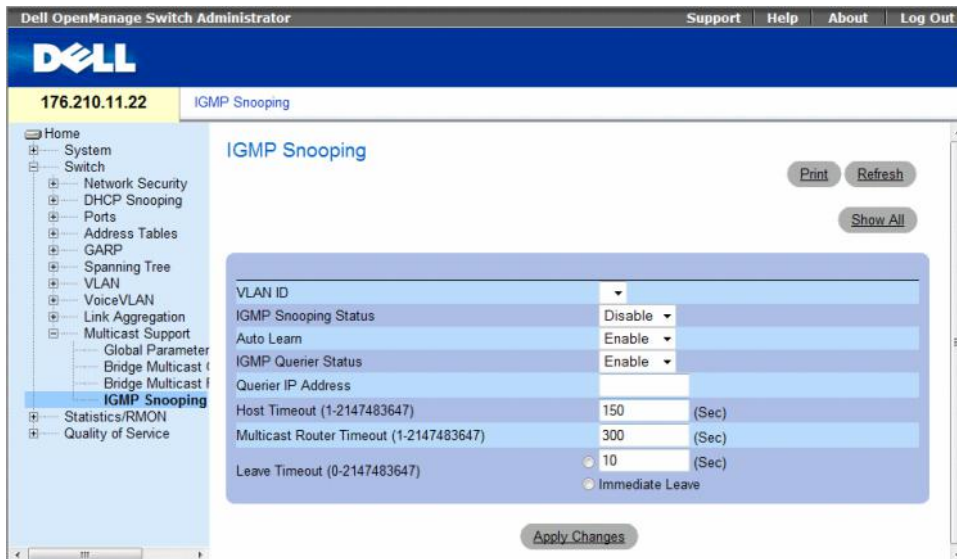 Dell OpenManage Switch Administrator Support Help About Log Out
DELL
176.210.11.22 IGMP Snooping
Home
System
Switch
Network Security
DHCP Snooping
Ports
Address Tables
GARP
Spanning Tree
VLAN
VoiceVLAN
Link Aggregation
Multicast Support
Global Parameter
Bridge Multicast
Bridge Multicast
IGMP Snooping
Statistics/RMON
Quality of Service
IGMP Snooping
Print Refresh
Show All
VLAN ID
IGMP Snooping Status Disable
Auto Learn Enable
IGMP Querier Status Enable
Querier IP Address
Host Timeout (1-2147483647) 150 (Sec)
Multicast Router Timeout (1-2147483647) 300 (Sec)
Leave Timeout (0-2147483647) 10 (Sec)
Immediate Leave
Apply Changes